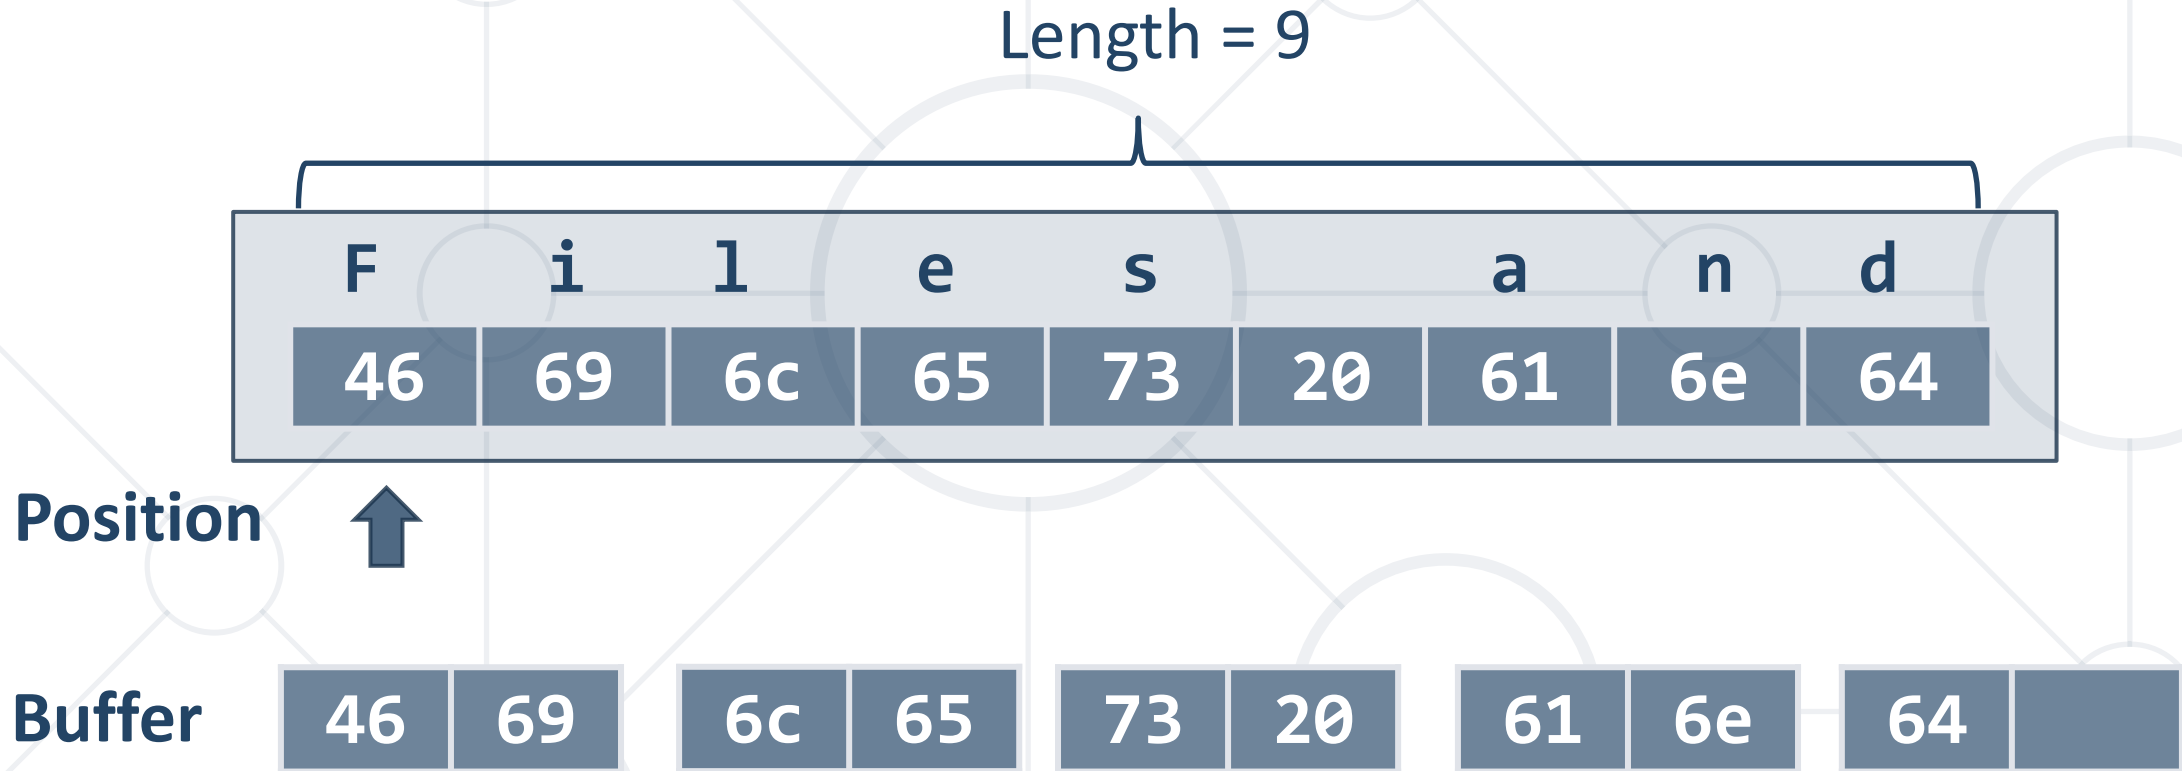 Length = 9
F i l e s a n d
46 69 6c 65 73 20 61 6e 64
Position
Buffer 46 69 6c 65 73 20 61 6e 64